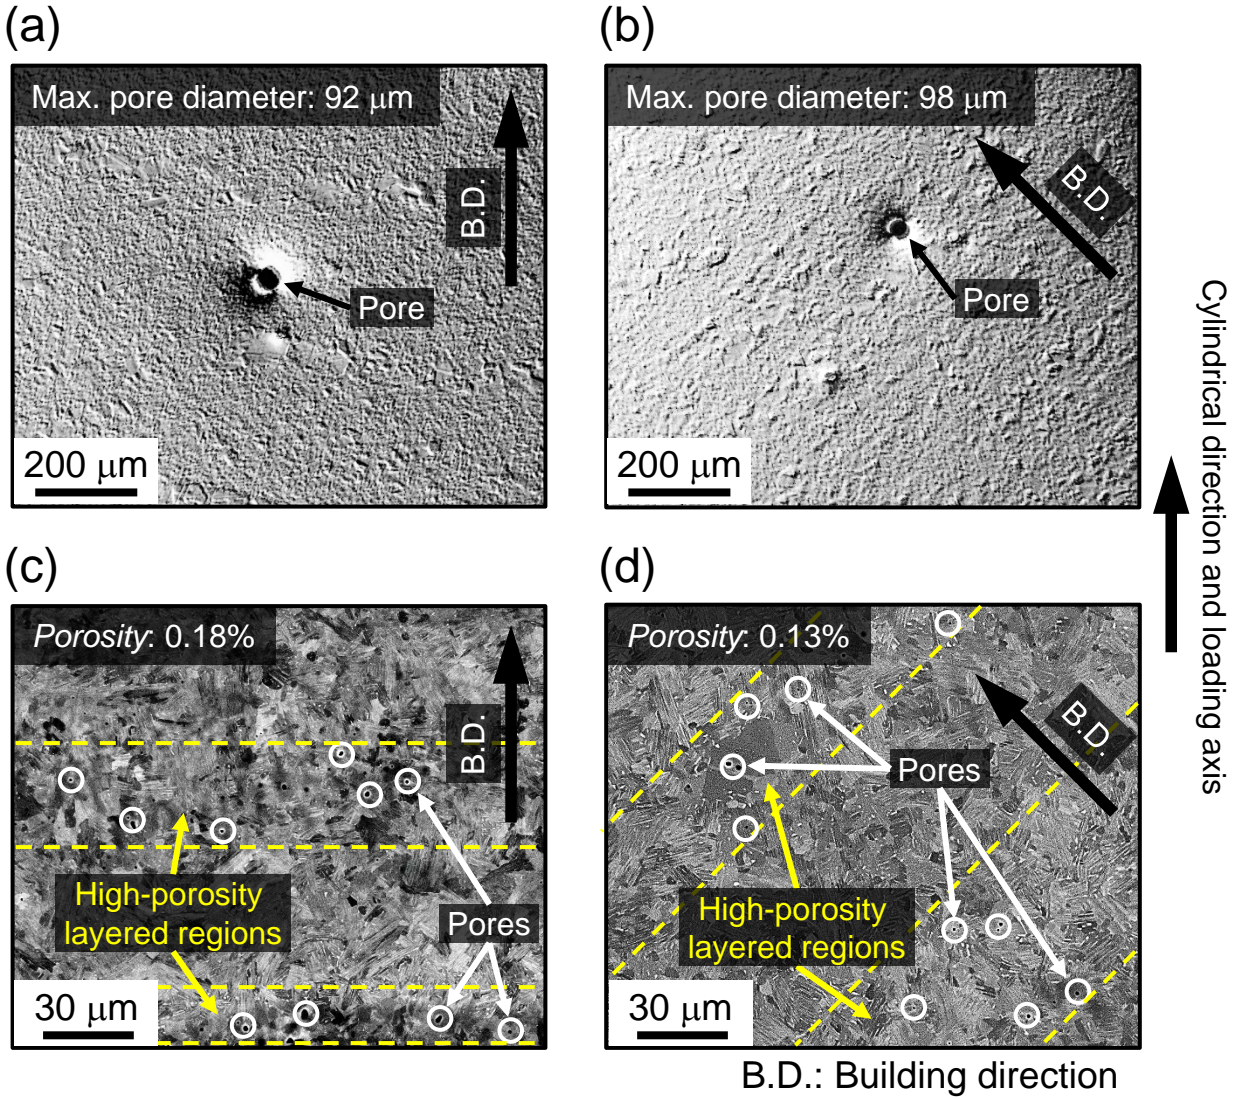 (a)
Max. pore diameter: 92 μm
B.D.
Pore
200 μm
(b)
Max. pore diameter: 98 μm
B.D.
Pore
200 μm
Cylindrical direction and loading axis
(c)
Porosity: 0.18%
B.D.
High-porosity
layered regions
Pores
30 μm
(d)
Porosity: 0.13%
B.D.
Pores
High-porosity
layered regions
30 μm
B.D.: Building direction